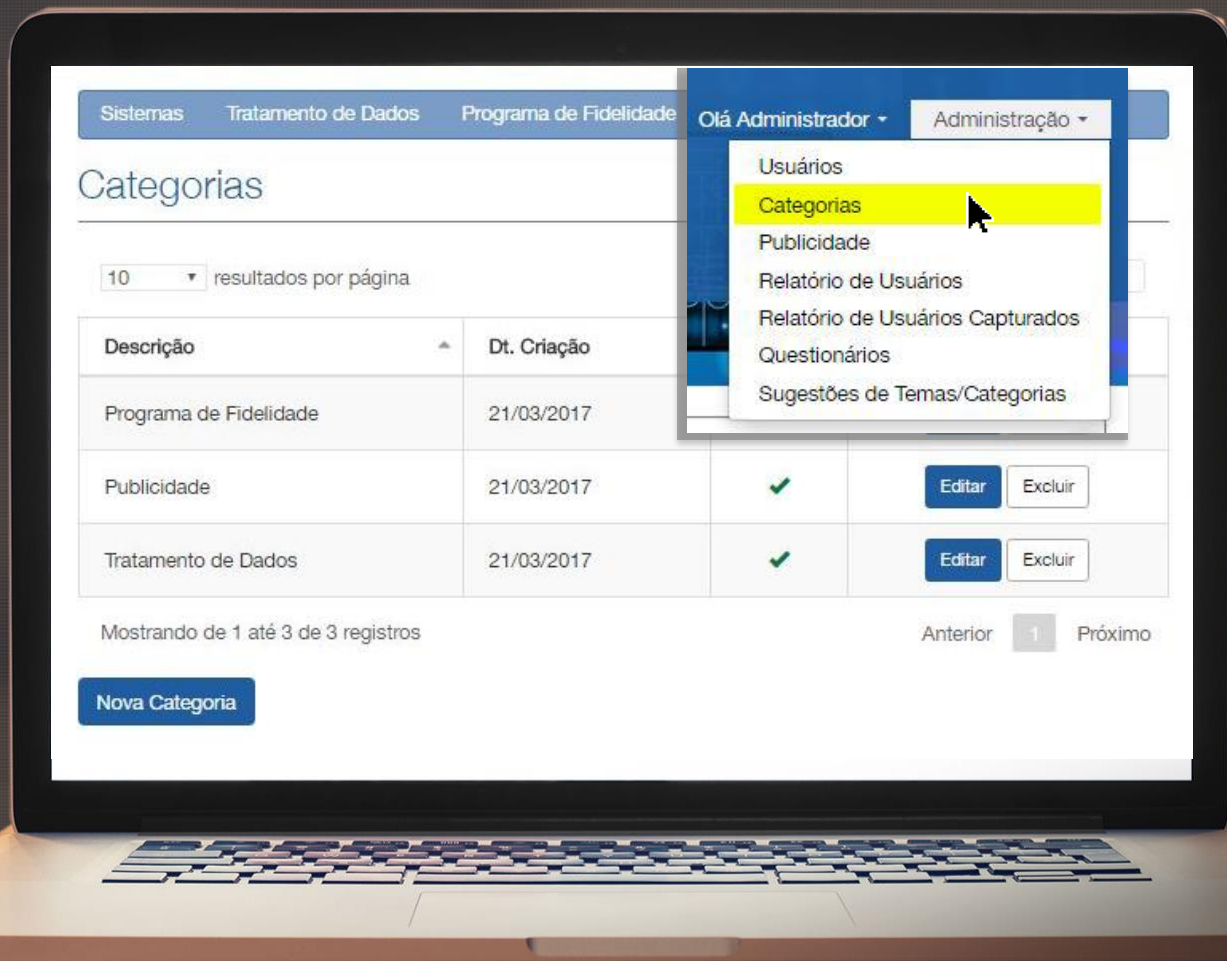 Sistemas Tratamento de Dados Programa de Fidelidade
Olá Administrador Administração
Usuários
Categorias
Publicidade
Relatório de Usuários
Relatório de Usuários Capturados
Questionários
Sugestões de Temas/Categorias
Categorias
10 resultados por página
Descrição Dt. Criação
Programa de Fidelidade 21/03/2017
Publicidade 21/03/2017 Editar Excluir
Tratamento de Dados 21/03/2017 Editar Excluir
Mostrando de 1 até 3 de 3 registros Anterior 1 Próximo
Nova Categoria